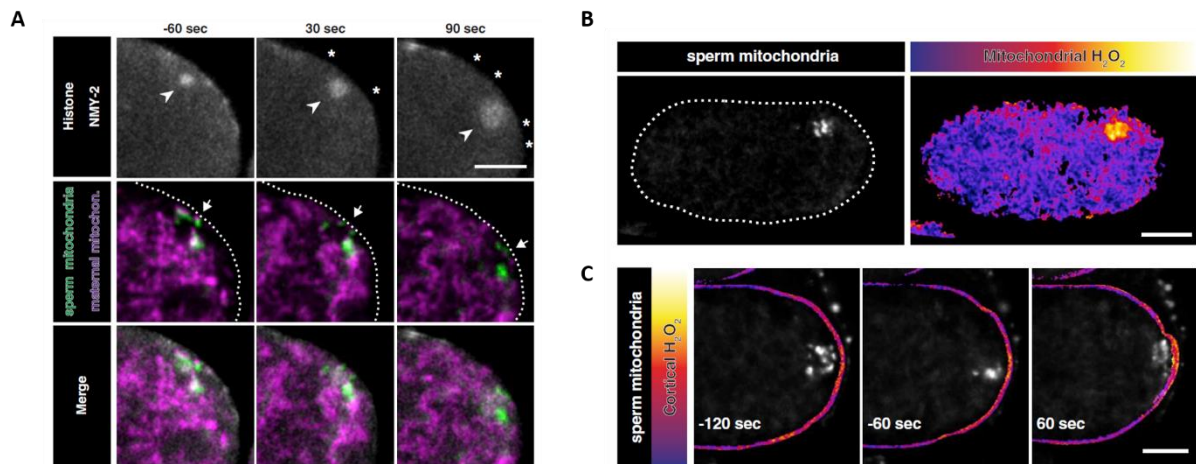 A
-60 sec 30 sec 90 sec
Histone
NMY-2
* * * * * * *
sperm mitochondria
maternal mitochon.
Merge
B
sperm mitochondria Mitochondrial H₂O₂
C
sperm mitochondria
Cortical H₂O₂
-120 sec -60 sec 60 sec